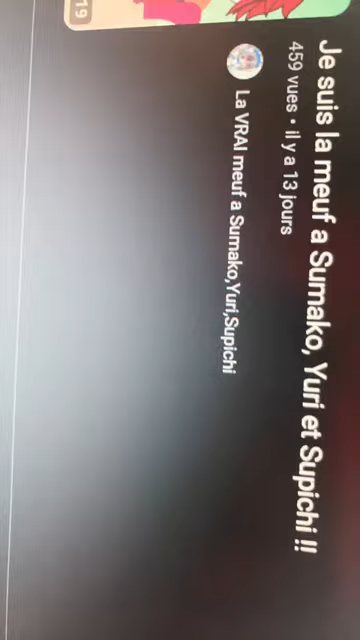 19
Je suis la meuf a Sumako, Yuri et Supichi !!
459 vues • il y a 13 jours
La VRAI meuf a Sumako,Yuri,Supichi